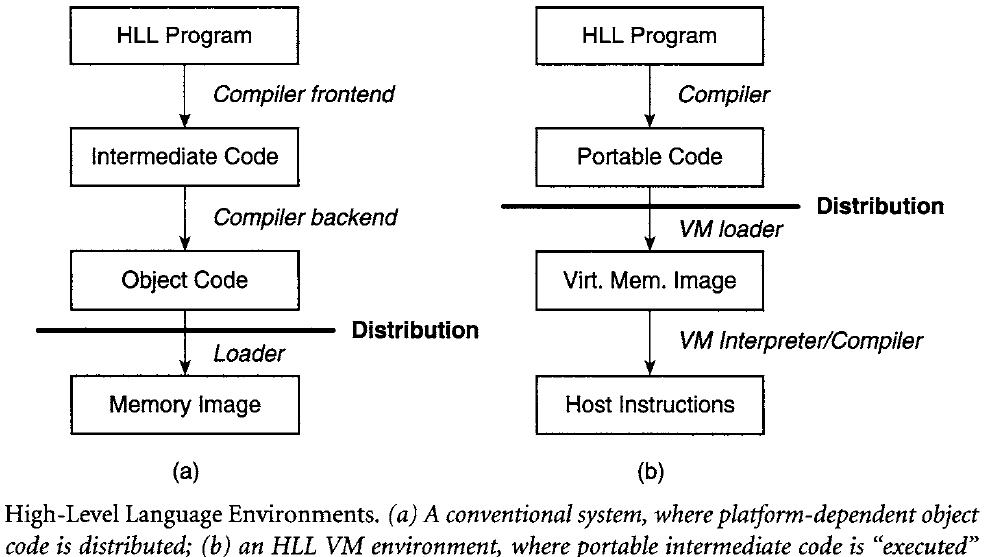 HLL Program
Compiler frontend
Intermediate Code
Compiler backend
Object Code
Distribution
Loader
Memory Image
(a)
HLL Program
Compiler
Portable Code
Distribution
VM loader
Virt. Mem. Image
VM Interpreter/Compiler
Host Instructions
(b)
High-Level Language Environments. (a) A conventional system, where platform-dependent object
code is distributed; (b) an HLL VM environment, where portable intermediate code is “executed”